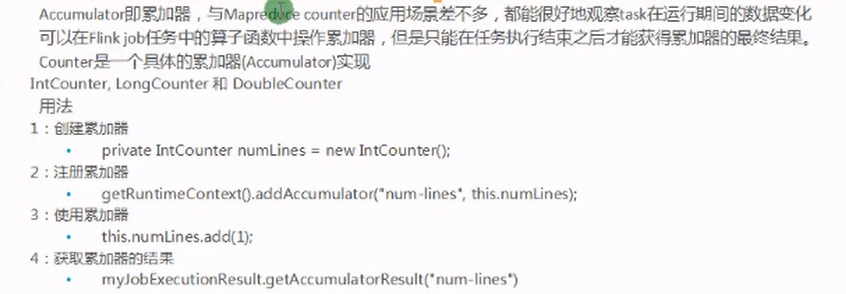 Accumulator即累加器，与Mapreduce counter的应用场景差不多，都能很好地观察task在运行期间的数据变化
可以在Flink job任务中的算子函数中操作累加器，但是只能在任务执行结束之后才能获得累加器的最终结果。
Counter是一个具体的累加器(Accumulator)实现
IntCounter, LongCounter 和 DoubleCounter
用法
1：创建累加器
• private IntCounter numLines = new IntCounter();
2：注册累加器
• getRuntimeContext().addAccumulator("num-lines", this.numLines);
3：使用累加器
• this.numLines.add(1);
4：获取累加器的结果
• myJobExecutionResult.getAccumulatorResult("num-lines")